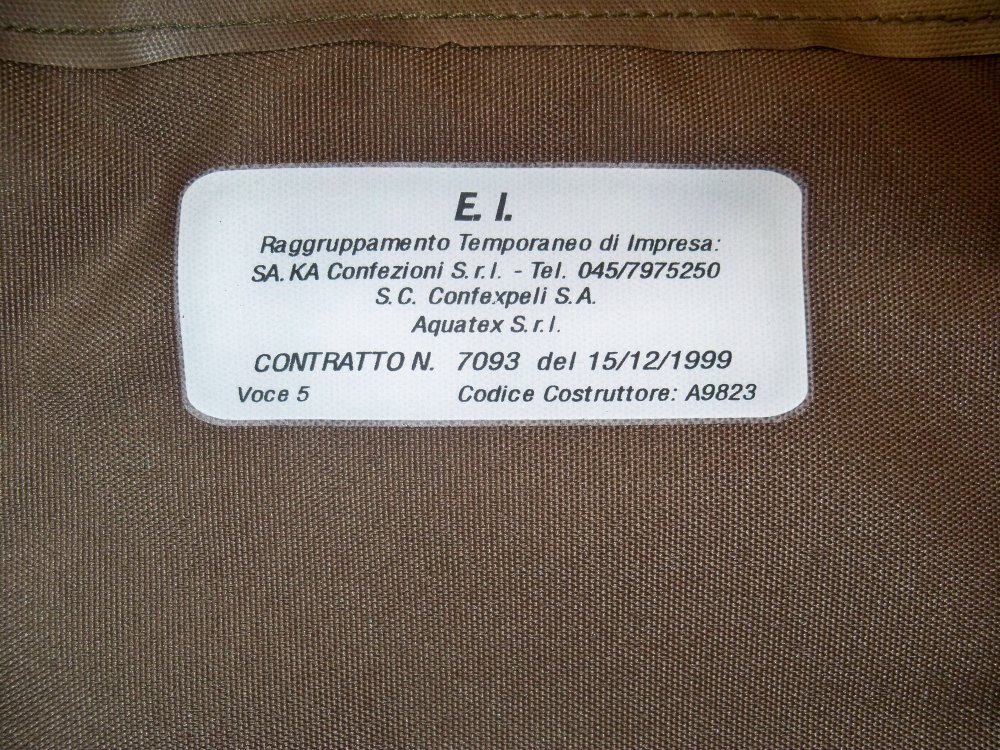 E. I.
Raggruppamento Temporaneo di Impresa:
SA. KA Confezioni S. r. l. - Tel. 045/7975250
S. C. Confexpeli S. A.
Aquatex S. r. l.
CONTRATTO N. 7093 del 15/12/1999
Voce 5 Codice Costruttore: A9823